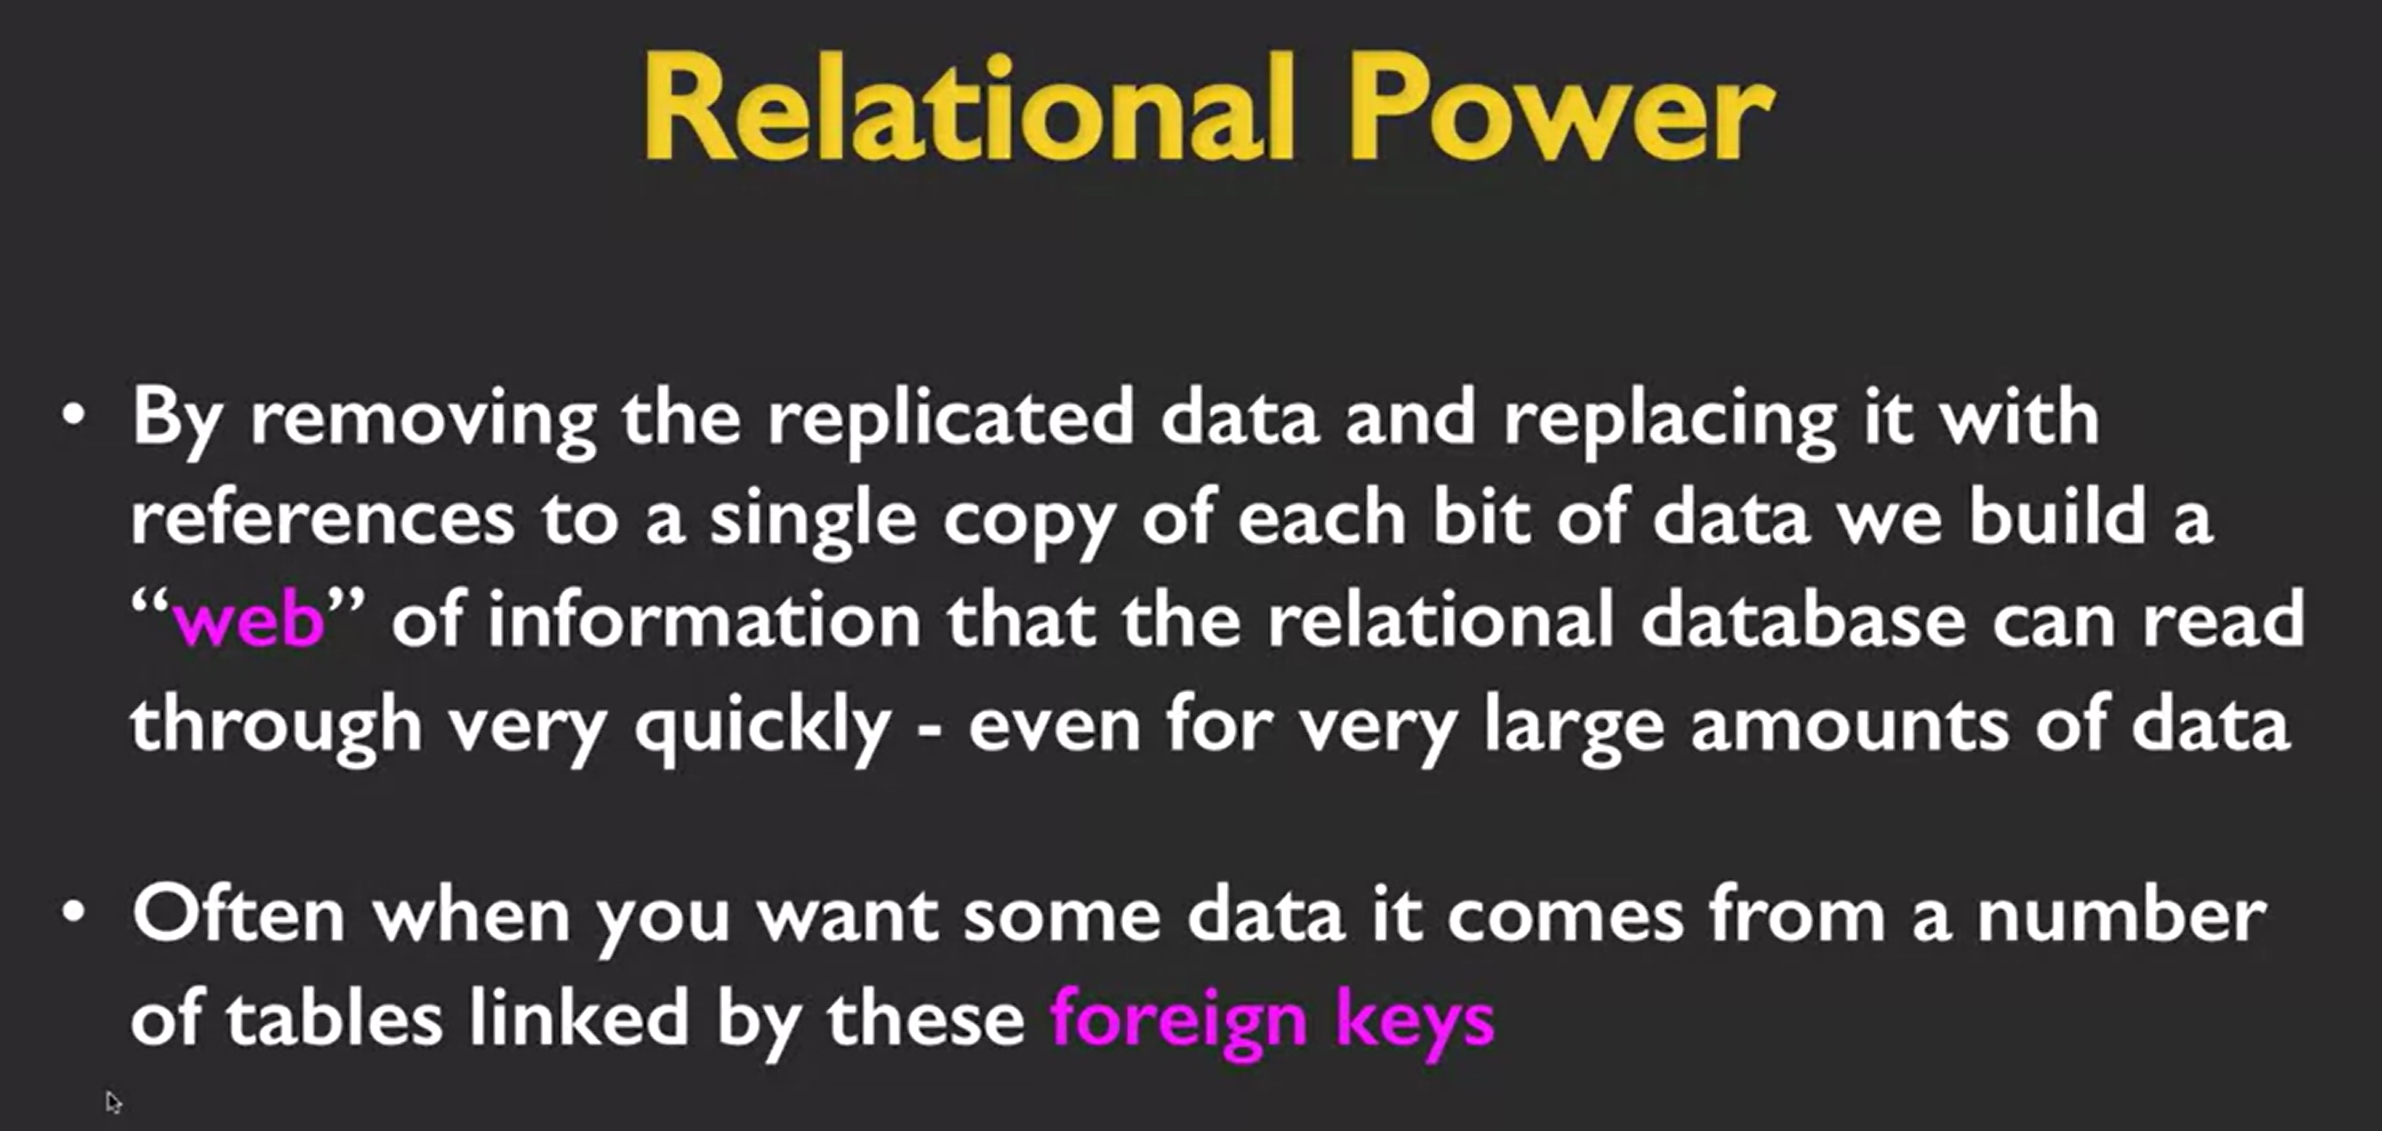 Relational Power
• By removing the replicated data and replacing it with
references to a single copy of each bit of data we build a
“web” of information that the relational database can read
through very quickly - even for very large amounts of data
• Often when you want some data it comes from a number
of tables linked by these foreign keys